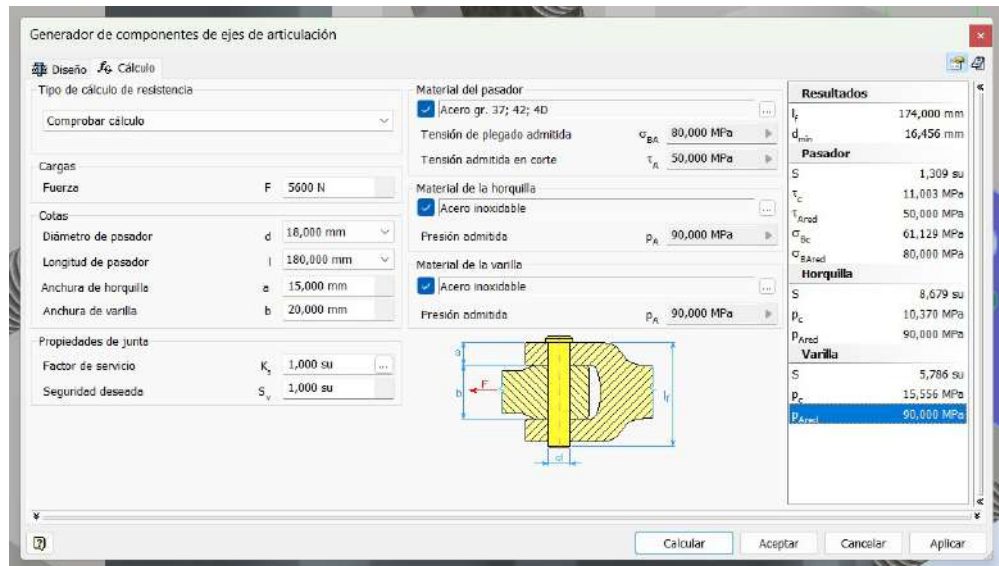 Generador de componentes de ejes de articulación
Diseño
fG Cálculo
Tipo de cálculo de resistencia
Comprobar cálculo
Cargas
Fuerza F 5600 N
Cotas
Diámetro de pasador d 18,000 mm
Longitud de pasador l 180,000 mm
Anchura de horquilla a 15,000 mm
Anchura de varilla b 20,000 mm
Propiedades de junta
Factor de servicio Ks 1,000 su ...
Seguridad deseada Sv 1,000 su
Material del pasador
Acero gr. 37; 42; 4D ...
Tensión de plegado admitida σBA 80,000 MPa
Tensión admitida en corte τA 50,000 MPa
Material de la horquilla
Acero inoxidable ...
Presión admitida pA 90,000 MPa
Material de la varilla
Acero inoxidable ...
Presión admitida pA 90,000 MPa
a
b
F
lf
d
Resultados
lf 174,000 mm
dmin 16,456 mm
Pasador
S 1,309 su
τc 11,003 MPa
τAred 50,000 MPa
σBc 61,129 MPa
σBAred 80,000 MPa
Horquilla
S 8,679 su
pc 10,370 MPa
pAred 90,000 MPa
Varilla
S 5,786 su
pc 15,556 MPa
pAred 90,000 MPa
Calcular
Aceptar
Cancelar
Aplicar